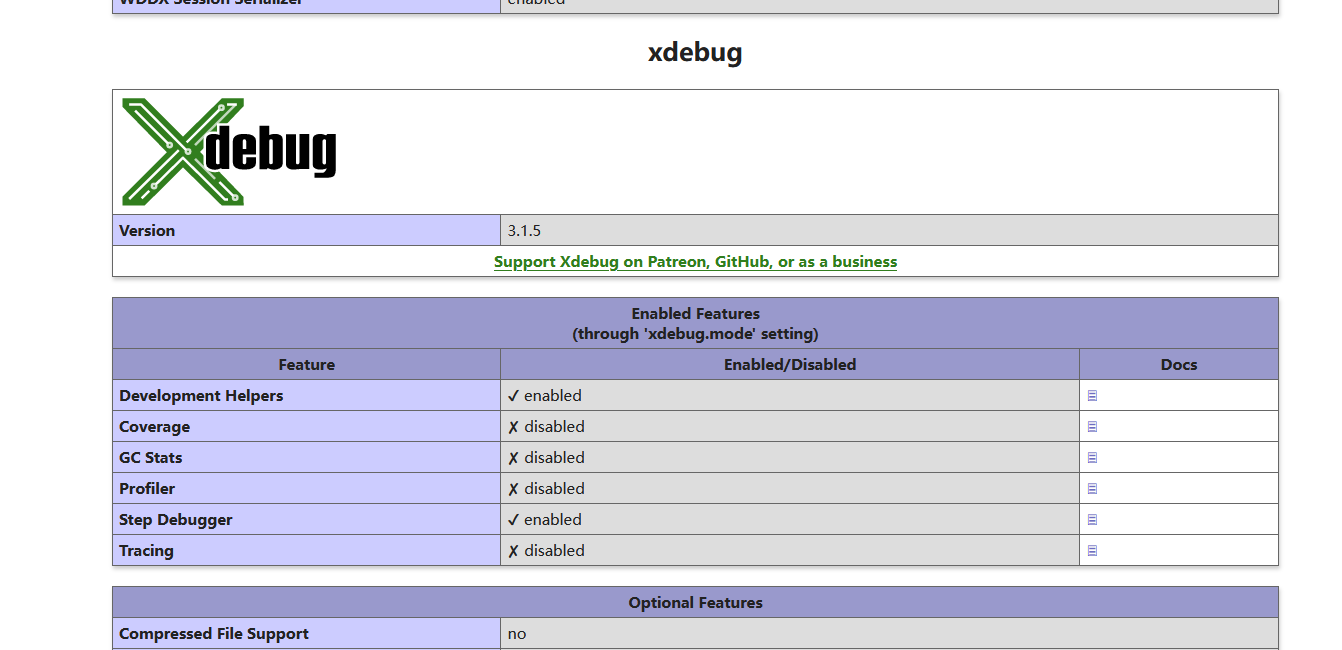 WDDX Session Serializer enabled
xdebug
Xdebug
Version 3.1.5
Support Xdebug on Patreon, GitHub, or as a business
Enabled Features
(through 'xdebug.mode' setting)
Feature Enabled/Disabled Docs
Development Helpers ✔ enabled
Coverage ✘ disabled
GC Stats ✘ disabled
Profiler ✘ disabled
Step Debugger ✔ enabled
Tracing ✘ disabled
Optional Features
Compressed File Support no